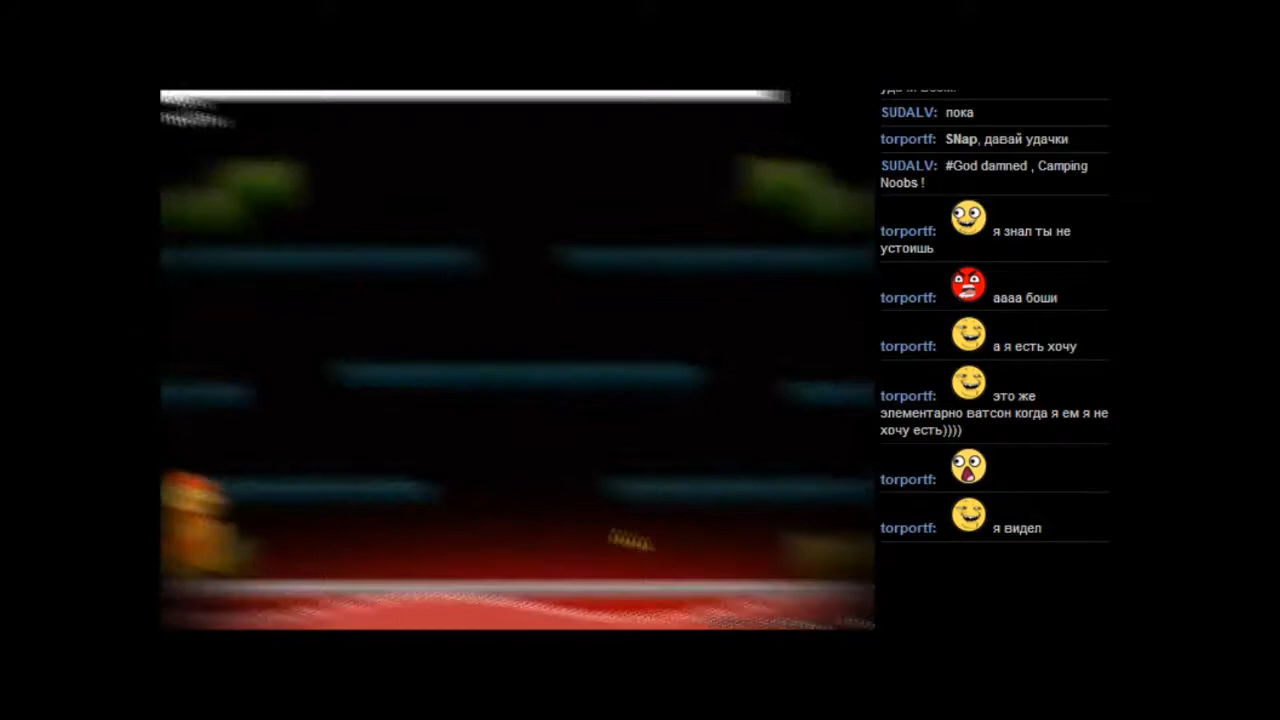 SUDALV: пока
torportf: SNap, давай удачки
SUDALV: #God damned , Camping
Noobs !
torportf: я знал ты не
устоишь
torportf: аааа боши
torportf: а я есть хочу
torportf: это же
элементарно ватсон когда я ем я не
хочу есть))))
torportf:
torportf: я видел